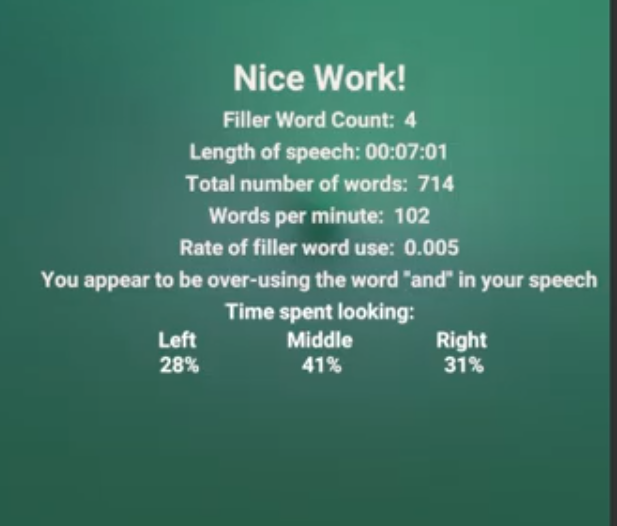 Nice Work!
Filler Word Count: 4
Length of speech: 00:07:01
Total number of words: 714
Words per minute: 102
Rate of filler word use: 0.005
You appear to be over-using the word "and" in your speech
Time spent looking:
Left Middle Right
28% 41% 31%